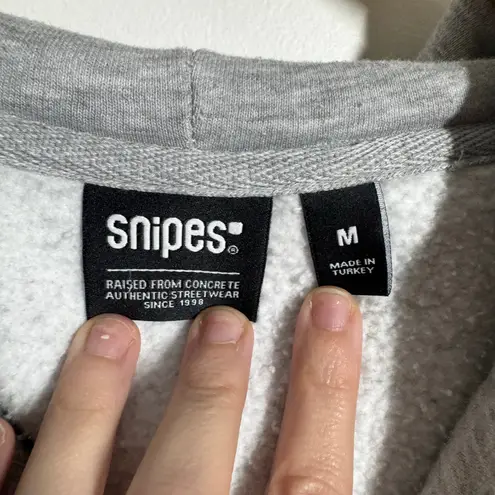 snipes®
RAISED FROM CONCRETE
AUTHENTIC STREETWEAR
SINCE 1998
M
MADE IN
TURKEY